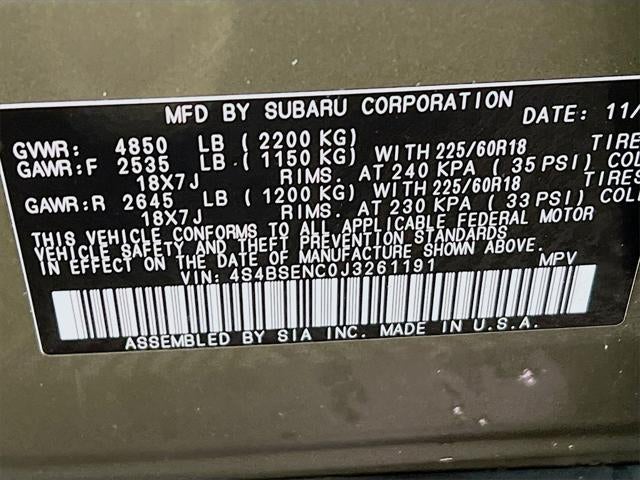 MFD BY SUBARU CORPORATION DATE: 11/
GVWR: 4850 LB (2200 KG)
GAWR:F 2535 LB (1150 KG) WITH 225/60R18 TIRE
18X7J RIMS. AT 240 KPA (35 PSI) COL
GAWR:R 2645 LB (1200 KG) WITH 225/60R18 TIRES
18X7J RIMS. AT 230 KPA (33 PSI) COL
THIS VEHICLE CONFORMS TO ALL APPLICABLE FEDERAL MOTOR
VEHICLE SAFETY AND THEFT PREVENTION STANDARDS
IN EFFECT ON THE DATE OF MANUFACTURE SHOWN ABOVE.
VIN: 4S4BSENC0J3261191 MPV
ASSEMBLED BY SIA INC. MADE IN U.S.A.